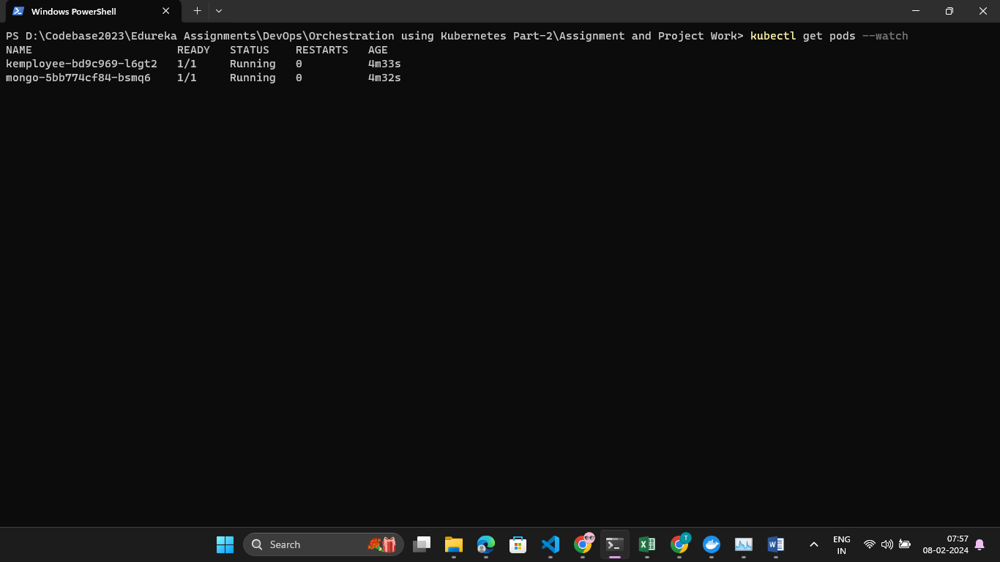 Windows PowerShell
PS D:\Codebase2023\Edureka Assignments\DevOps\Orchestration using Kubernetes Part-2\Assignment and Project Work> kubectl get pods --watch
NAME READY STATUS RESTARTS AGE
kemployee-bd9c969-l6gt2 1/1 Running 0 4m33s
mongo-5bb774cf84-bsmq6 1/1 Running 0 4m32s
Search
T
ENG
IN
07:57
08-02-2024